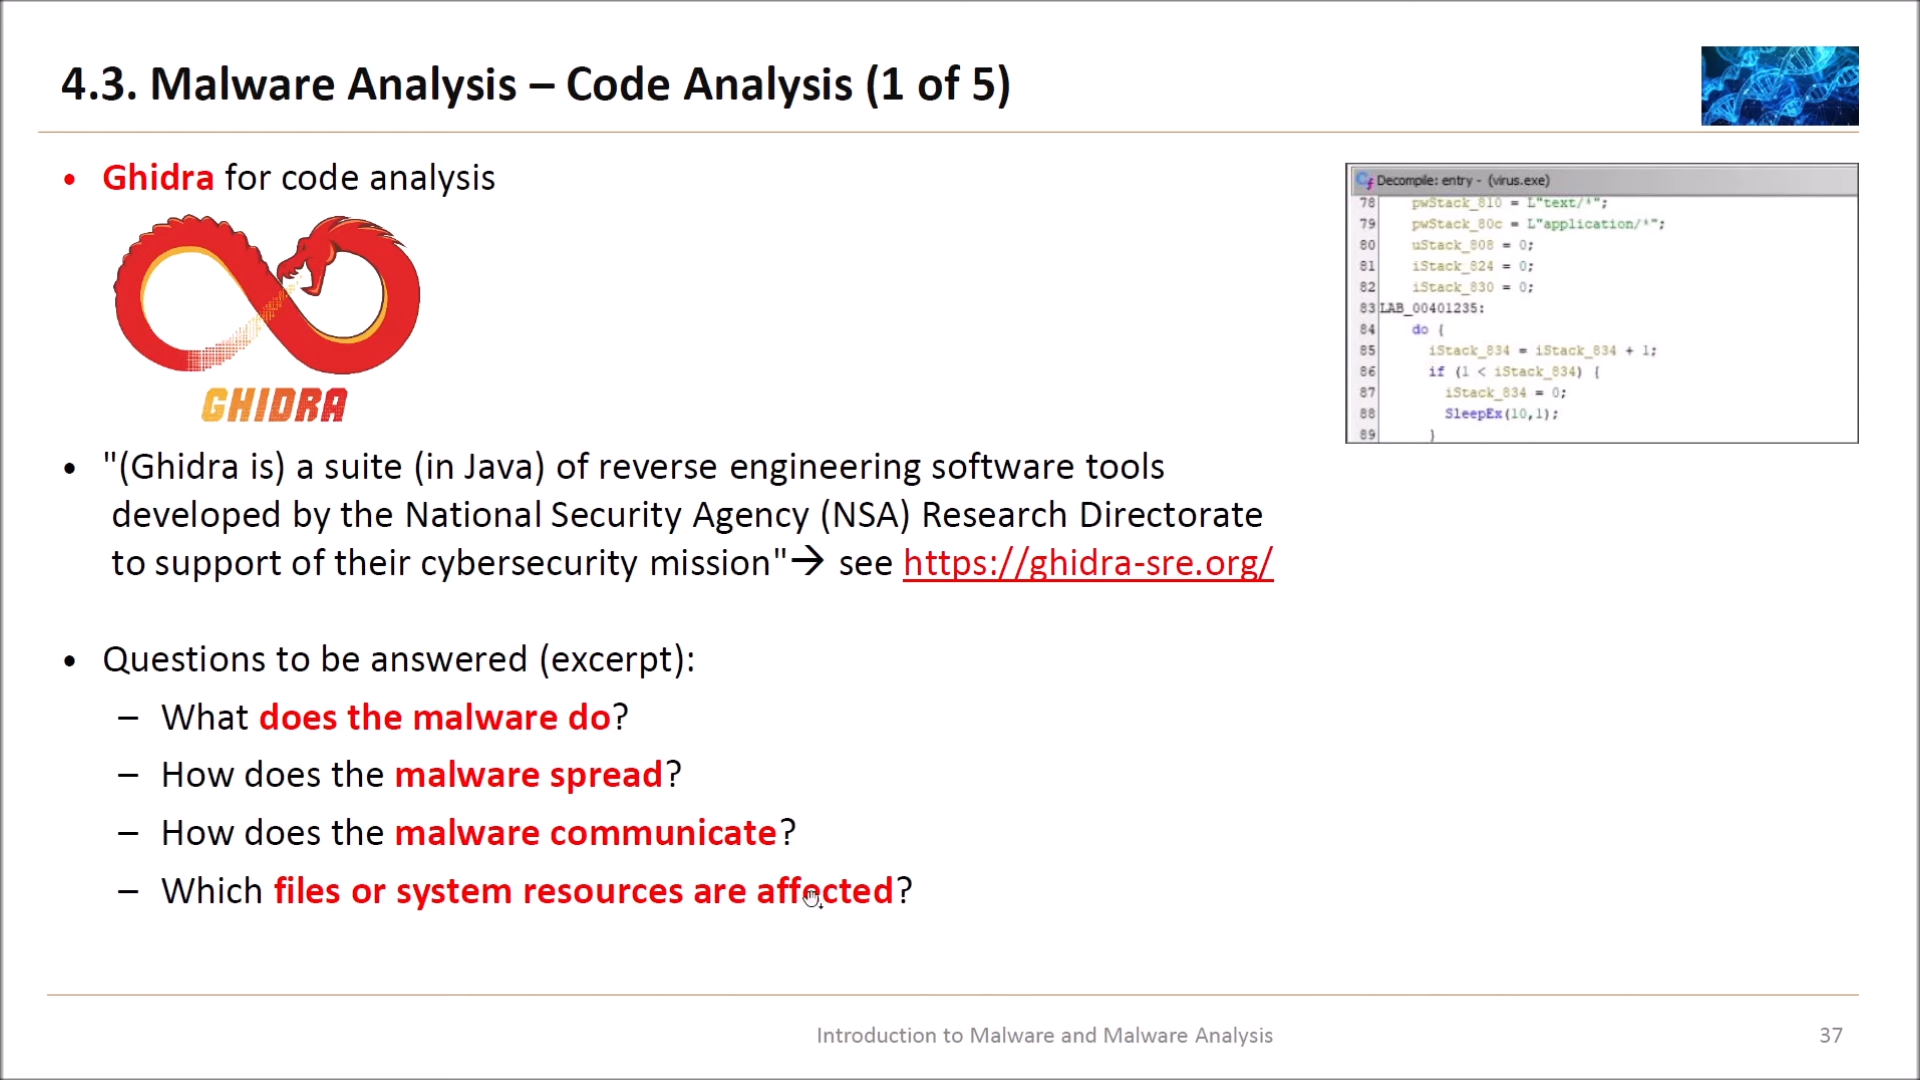 4.3. Malware Analysis – Code Analysis (1 of 5)
• Ghidra for code analysis
GHIDRA
• "(Ghidra is) a suite (in Java) of reverse engineering software tools
developed by the National Security Agency (NSA) Research Directorate
to support of their cybersecurity mission"→ see https://ghidra-sre.org/
• Questions to be answered (excerpt):
– What does the malware do?
– How does the malware spread?
– How does the malware communicate?
– Which files or system resources are affected?
Decompile: entry - (virus.exe)
78 pwStack_810 = L"text/*";
79 pwStack_80c = L"application/*";
80 uStack_808 = 0;
81 iStack_824 = 0;
82 iStack_830 = 0;
83 LAB_00401235:
84 do {
85 iStack_834 = iStack_834 + 1;
86 if (1 < iStack_834) {
87 iStack_834 = 0;
88 SleepEx(10,1);
89 }
Introduction to Malware and Malware Analysis
37